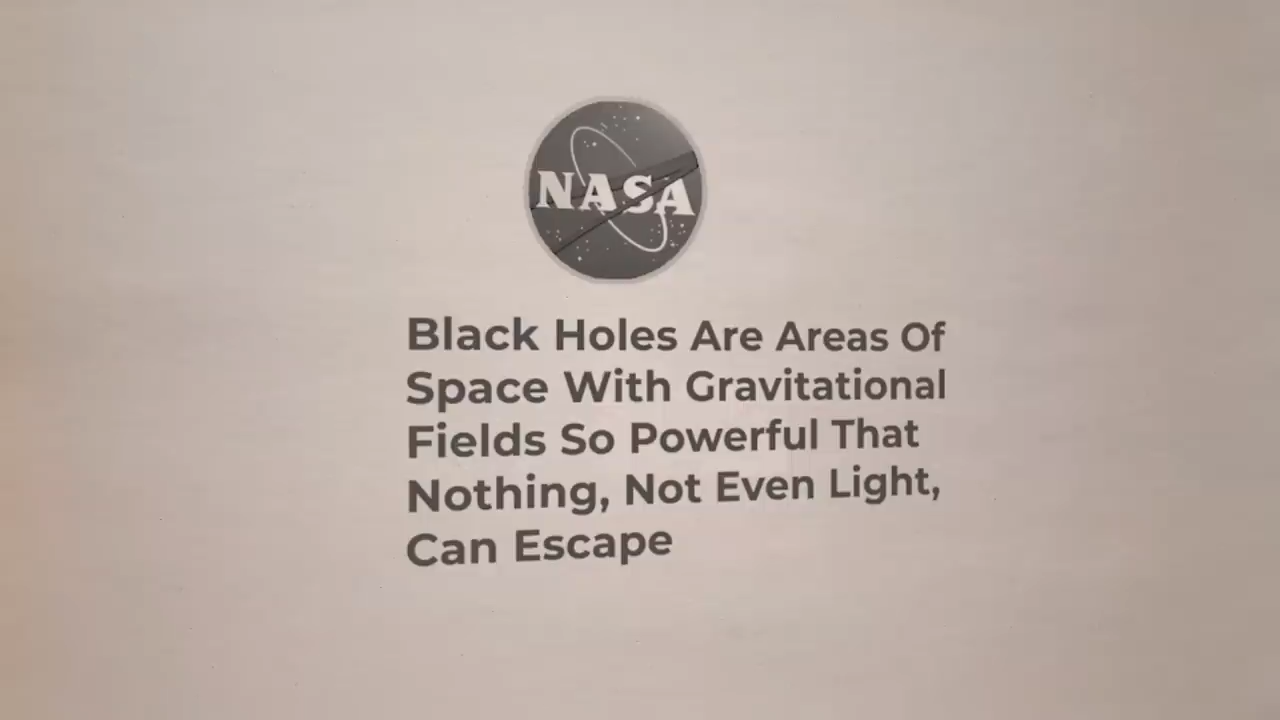 NASA
Black Holes Are Areas Of
Space With Gravitational
Fields So Powerful That
Nothing, Not Even Light,
Can Escape